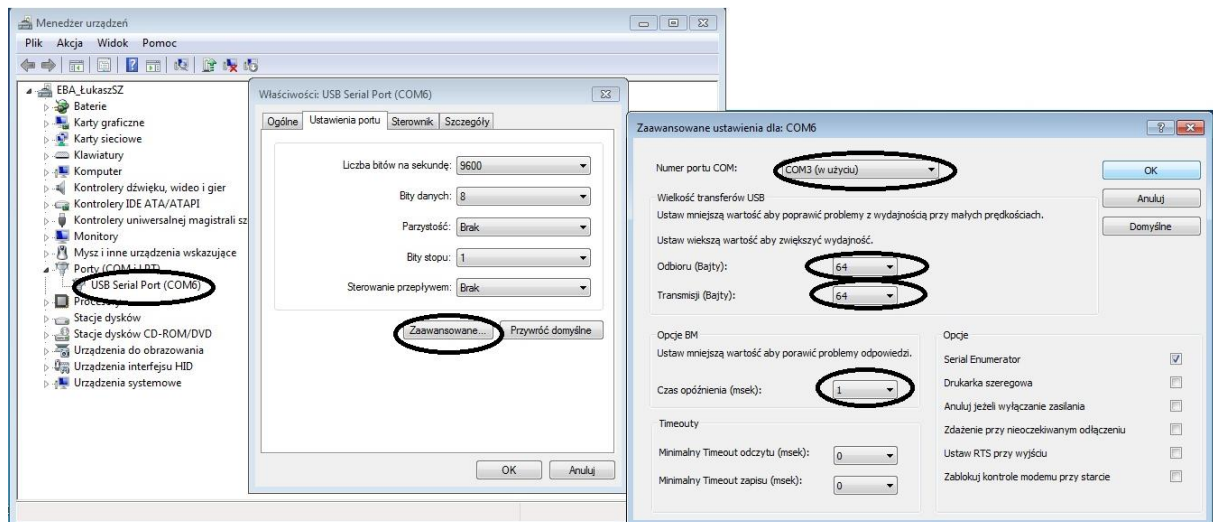 Menedżer urządzeń
Plik Akcja Widok Pomoc
EBA_ŁukaszSZ
Baterie
Karty graficzne
Karty sieciowe
Klawiatury
Komputer
Kontrolery dźwięku, wideo i gier
Kontrolery IDE ATA/ATAPI
Kontrolery uniwersalnej magistrali sz
Monitory
Mysz i inne urządzenia wskazujące
Porty (COM i LPT)
USB Serial Port (COM6)
Stacje dysków
Stacje dysków CD-ROM/DVD
Urządzenia do obrazowania
Urządzenia interfejsu HID
Urządzenia systemowe
Właściwości: USB Serial Port (COM6)
Ogólne Ustawienia portu Sterownik Szczegóły
Liczba bitów na sekundę: 9600
Bity danych: 8
Parzystość: Brak
Bity stopu: 1
Sterowanie przepływem: Brak
Zaawansowane... Przywróć domyślne
OK Anuluj
Zaawansowane ustawienia dla: COM6
Numer portu COM: COM3 (w użyciu)
OK
Anuluj
Domyślne
Wielkość transferów USB
Ustaw mniejszą wartość aby poprawić problemy z wydajnością przy małych prędkościach.
Ustaw wiekszą wartość aby zwiększyć wydajność.
Odbioru (Bajty): 64
Transmisji (Bajty): 64
Opcje BM
Ustaw mniejszą wartość aby porawić problemy odpowiedzi.
Czas opóźnienia (msek): 1
Timeouty
Minimalny Timeout odczytu (msek): 0
Minimalny Timeout zapisu (msek): 0
Opcje
Serial Enumerator
Drukarka szeregowa
Anuluj jeżeli wyłączanie zasilania
Zdażenie przy nieoczekiwanym odłączeniu
Ustaw RTS przy wyjściu
Zablokuj kontrole modemu przy starcie